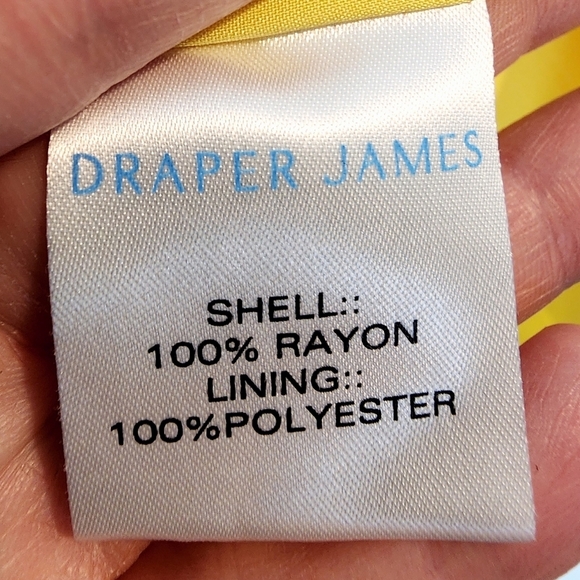 DRAPER JAMES
SHELL::
100% RAYON
LINING::
100%POLYESTER